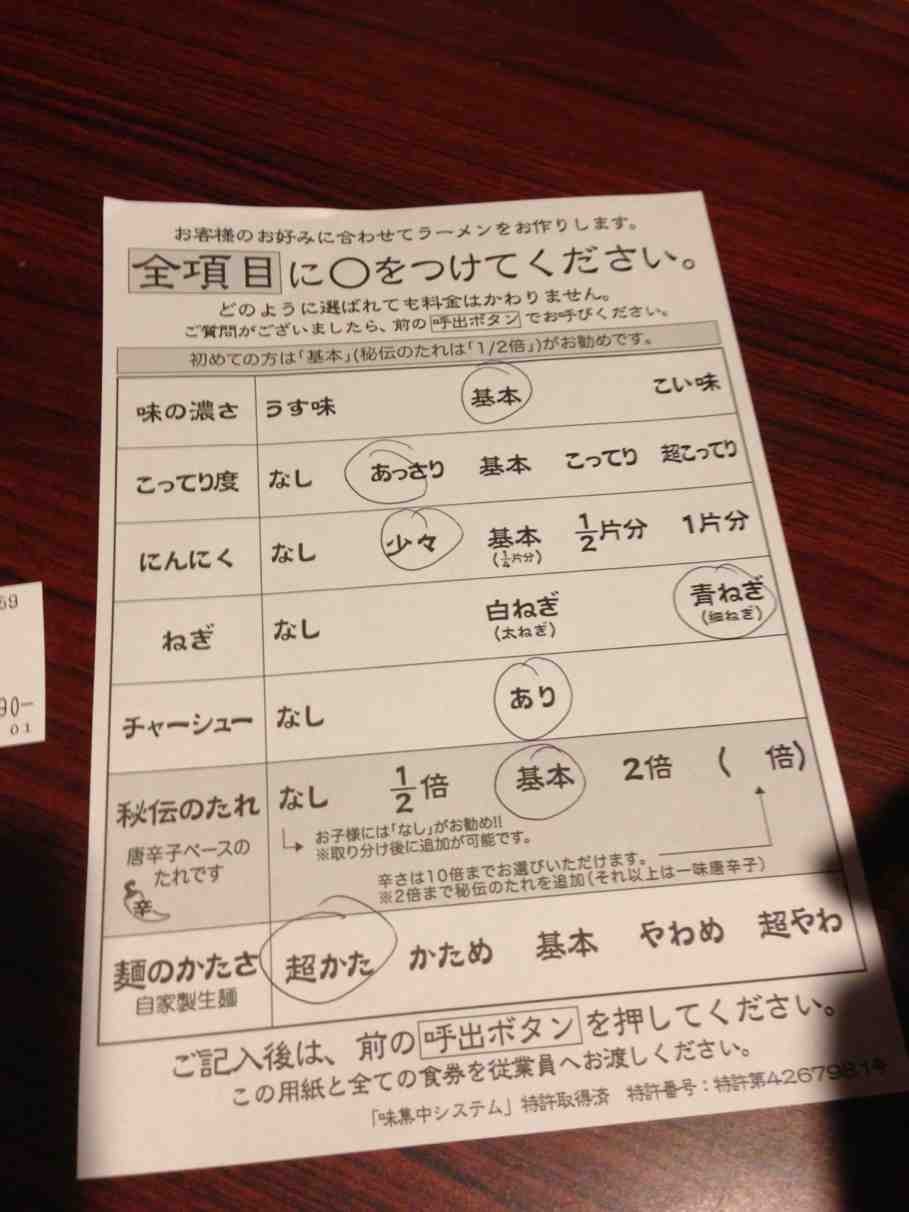 お客様のお好みに合わせてラーメンをお作りします。
全項目に〇をつけてください。
どのように選ばれても料金はかわりません。
ご質問がございましたら、前の呼出ボタンでお呼びください。
初めての方は「基本」(秘伝のたれは「1/2倍」)がお勧めです。
味の濃さ うす味 基本 こい味
こってり度 なし あっさり 基本 こってり 超こってり
にんにく なし 少々 基本 (1/4片分) 1/2片分 1片分
ねぎ なし 白ねぎ (太ねぎ) 青ねぎ (細ねぎ)
チャーシュー なし あり
秘伝のたれ なし 1/2倍 基本 2倍 ( 倍)
唐辛子ベースの
たれです
辛
お子様には「なし」がお勧め!!
※取り分け後に追加が可能です。
辛さは10倍までお選びいただけます。
※2倍まで秘伝のたれを追加(それ以上は一味唐辛子)
麺のかたさ 超かた かため 基本 やわめ 超やわ
自家製生麺
ご記入後は、前の呼出ボタンを押してください。
この用紙と全ての食券を従業員へお渡しください。
「味集中システム」特許取得済 特許番号:特許第4267981号
59
90-
01